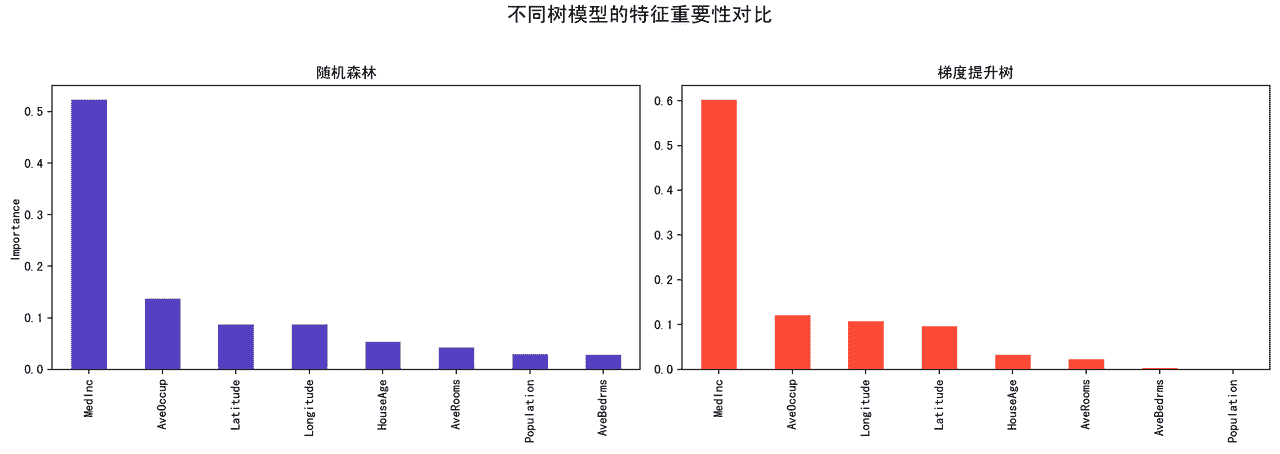 不同树模型的特征重要性对比
随机森林
Importance
0.5
0.4
0.3
0.2
0.1
0.0
MedInc
AveOccup
Latitude
Longitude
HouseAge
AveRooms
Population
AveBedrms
梯度提升树
0.6
0.5
0.4
0.3
0.2
0.1
0.0
MedInc
AveOccup
Longitude
Latitude
HouseAge
AveRooms
AveBedrms
Population